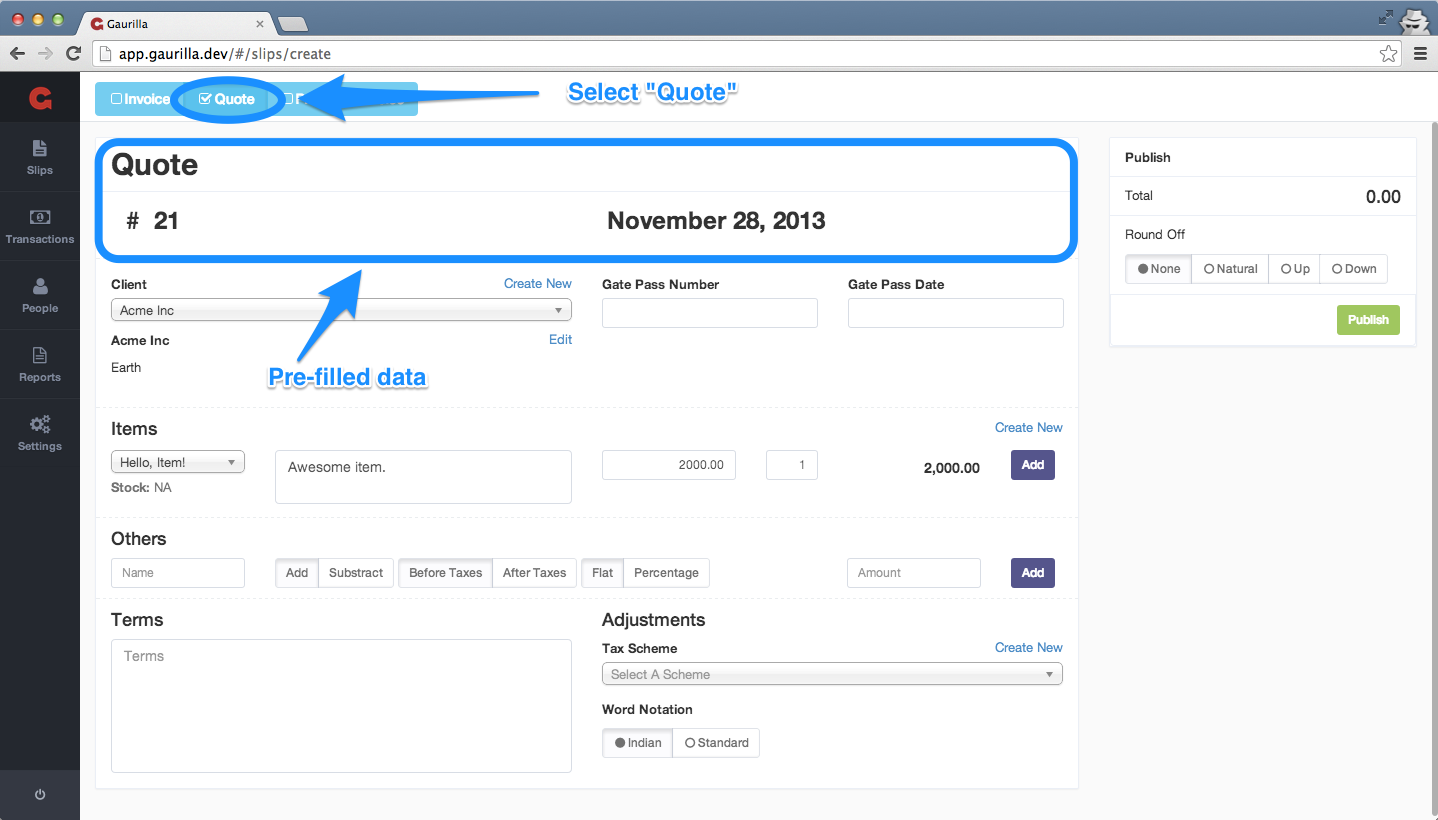 Gaurilla
app.gaurilla.dev/#/slips/create
Invoice Quote
Select "Quote"
Slips
Transactions
People
Reports
Settings
Quote
# 21 November 28, 2013
Pre-filled data
Client Create New Gate Pass Number Gate Pass Date
Acme Inc
Acme Inc Edit
Earth
Items Create New
Hello, Item! Awesome item. 2000.00 1 2,000.00 Add
Stock: NA
Others
Name Add Substract Before Taxes After Taxes Flat Percentage Amount Add
Terms
Terms
Adjustments
Tax Scheme Create New
Select A Scheme
Word Notation
Indian Standard
Publish
Total 0.00
Round Off
None Natural Up Down
Publish